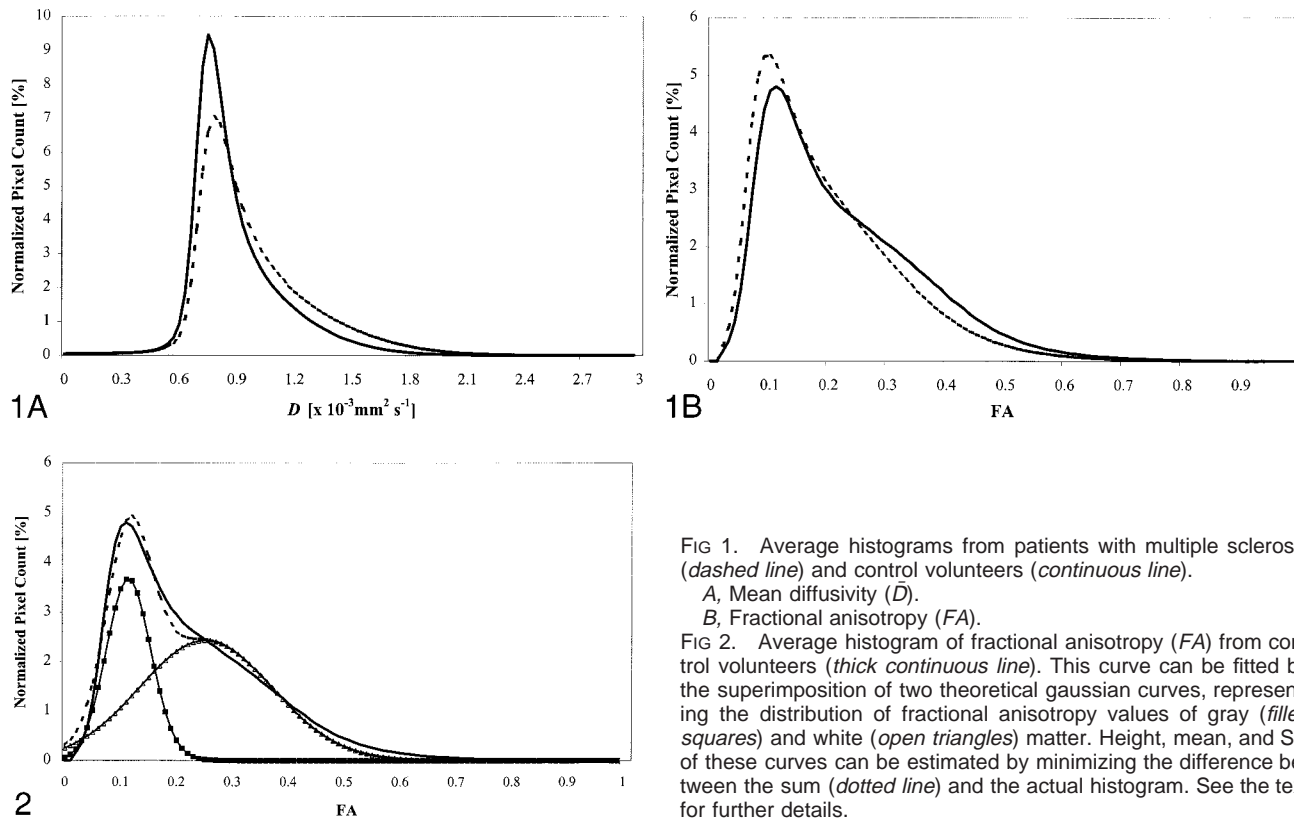 10
9
8
7
6
5
4
3
2
1
0
Normalized Pixel Count [%]
0 0.3 0.6 0.9 1.2 1.5 1.8 2.1 2.4 2.7 3
D [x 10⁻³mm² s⁻¹]
1A
6
5
4
3
2
1
0
Normalized Pixel Count [%]
0 0.1 0.2 0.3 0.4 0.5 0.6 0.7 0.8 0.9
FA
1B
6
5
4
3
2
1
0
Normalized Pixel Count [%]
0 0.1 0.2 0.3 0.4 0.5 0.6 0.7 0.8 0.9 1
FA
2
FIG 1. Average histograms from patients with multiple scleros
(dashed line) and control volunteers (continuous line).
A, Mean diffusivity (D̄).
B, Fractional anisotropy (FA).
FIG 2. Average histogram of fractional anisotropy (FA) from con
trol volunteers (thick continuous line). This curve can be fitted b
the superimposition of two theoretical gaussian curves, represen
ing the distribution of fractional anisotropy values of gray (fille
squares) and white (open triangles) matter. Height, mean, and S
of these curves can be estimated by minimizing the difference be
tween the sum (dotted line) and the actual histogram. See the te
for further details.